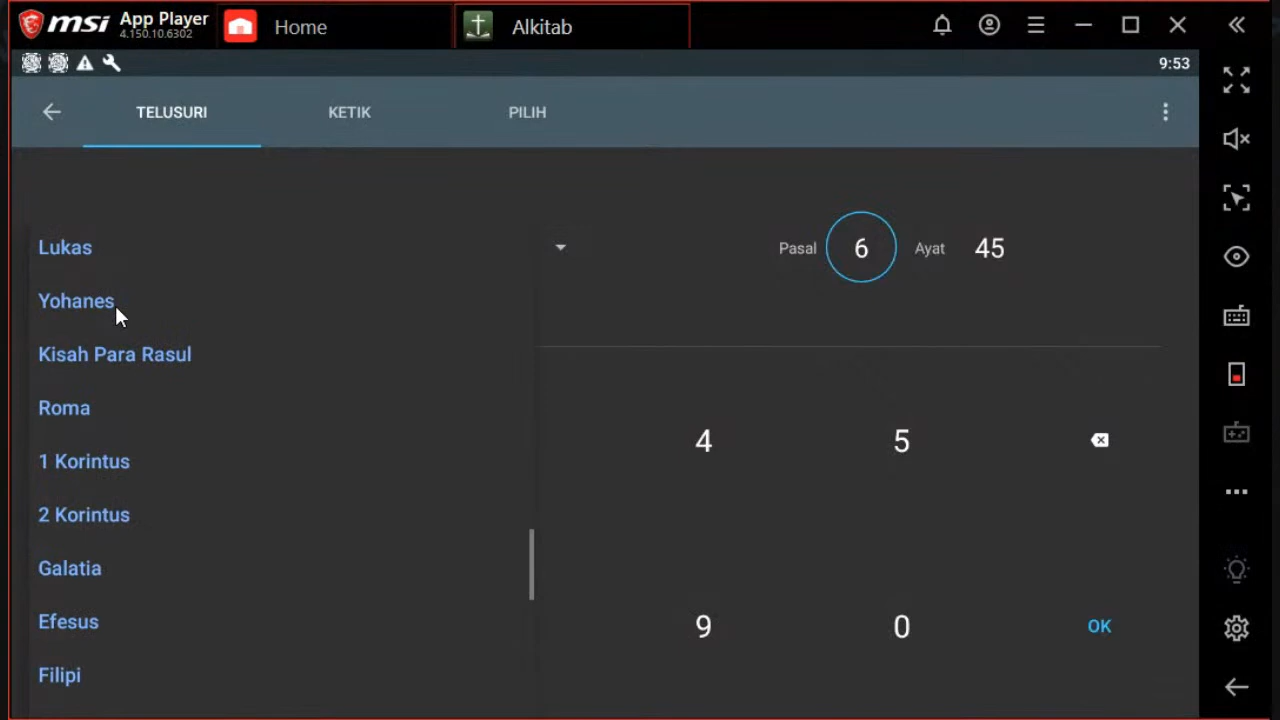 msi App Player
4.150.10.6302
Home
Alkitab
9:53
TELUSURI
KETIK
PILIH
Lukas
Pasal 6 Ayat 45
Yohanes
Kisah Para Rasul
Roma
1 Korintus
4 5
2 Korintus
Galatia
Efesus
9 0 OK
Filipi